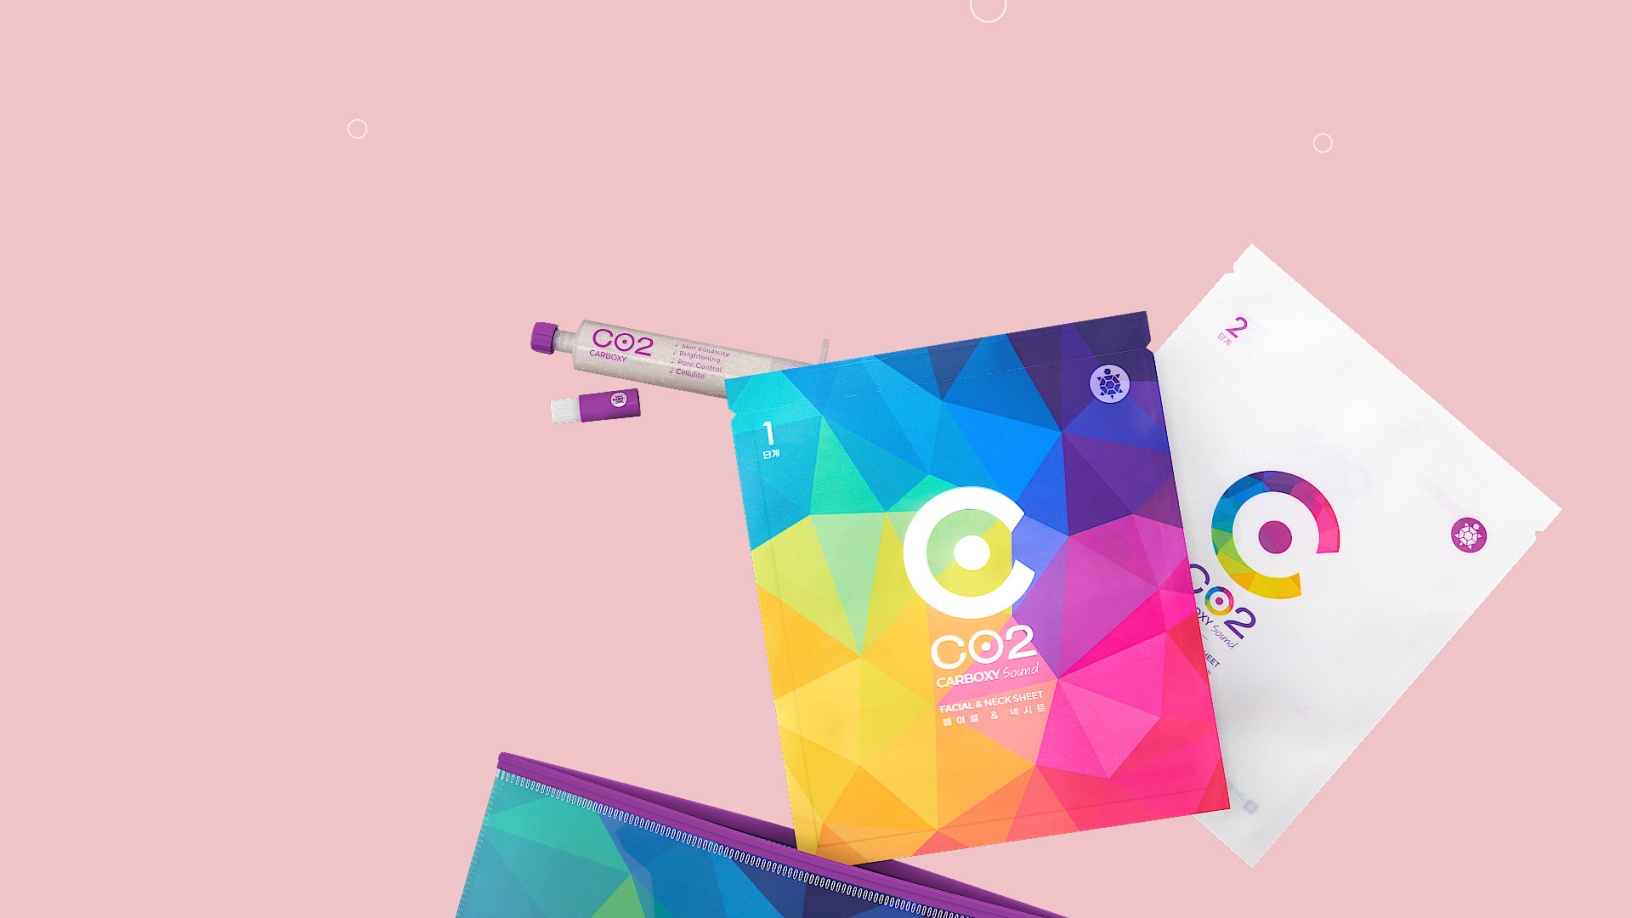 CO2
CARBOXY
✓ Skin Elasticity
✓ Brightening
✓ Pore Control
✓ Cellulite
1
단계
CO2
CARBOXY Sound
FACIAL & NECK SHEET
페이셜 & 넥시트
2
단계
CO2
Sound